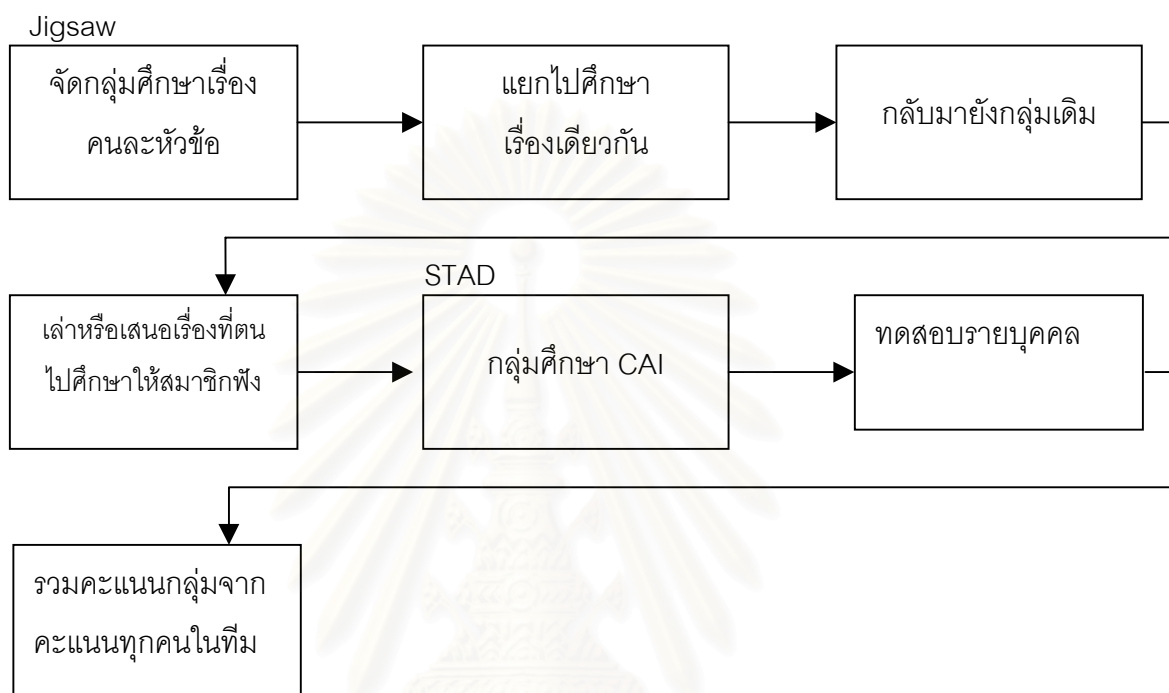 Jigsaw
จัดกลุ่มศึกษาเรื่อง
คนละหัวข้อ
แยกไปศึกษา
เรื่องเดียวกัน
กลับมายังกลุ่มเดิม
เล่าหรือเสนอเรื่องที่ตน
ไปศึกษาให้สมาชิกฟัง
STAD
กลุ่มศึกษา CAI
ทดสอบรายบุคคล
รวมคะแนนกลุ่มจาก
คะแนนทุกคนในทีม